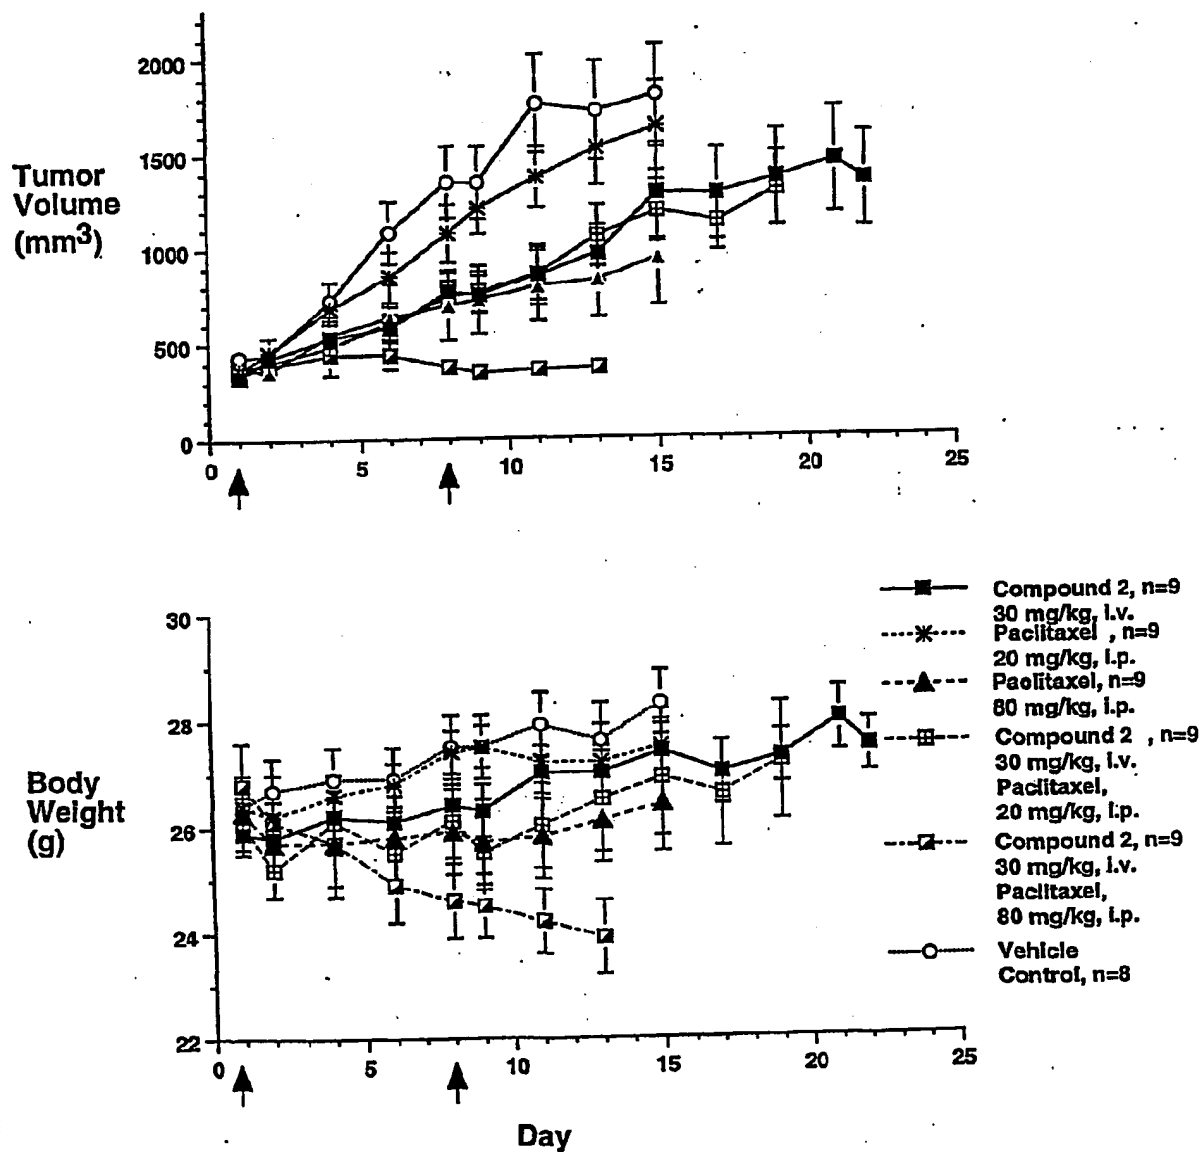 2000
1500
Tumor
Volume
(mm3)
1000
500
0
0 5 10 15 20 25
30
28
Body
Weight
(g)
26
24
22
0 5 10 15 20 25
Day
Compound 2, n=9
30 mg/kg, i.v.
Paclitaxel , n=9
20 mg/kg, i.p.
Paclitaxel, n=9
80 mg/kg, i.p.
Compound 2 , n=9
30 mg/kg, i.v.
Paclitaxel,
20 mg/kg, i.p.
Compound 2, n=9
30 mg/kg, i.v.
Paclitaxel,
80 mg/kg, i.p.
Vehicle
Control, n=8